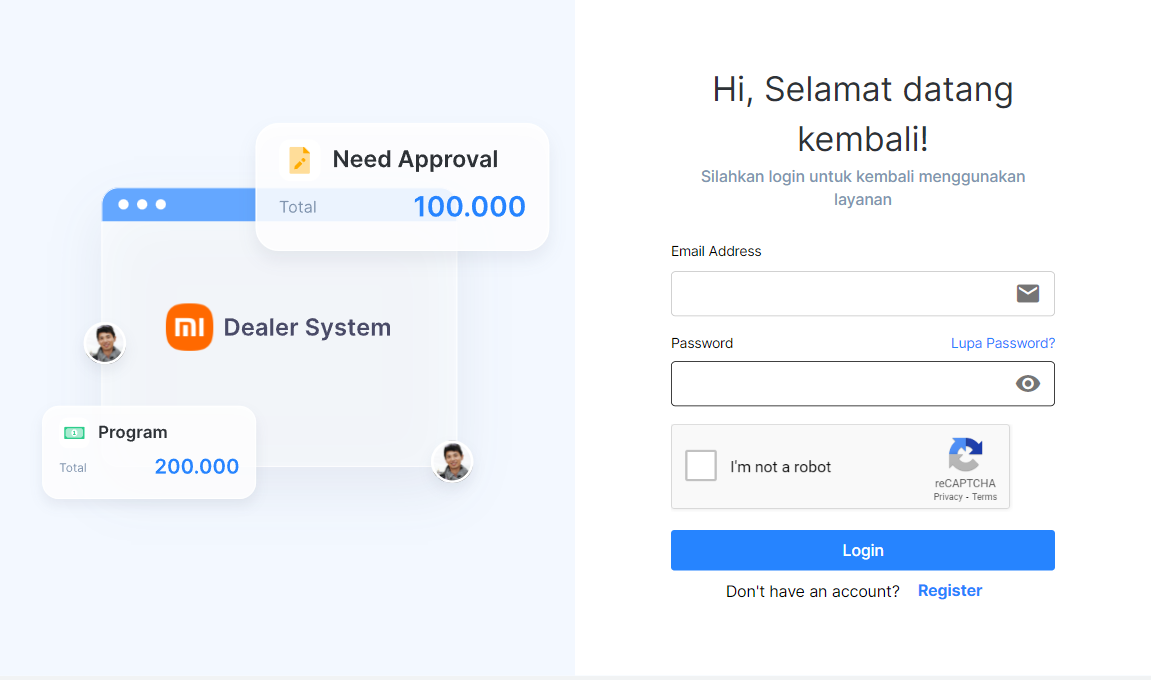 Need Approval
Total 100.000
mi Dealer System
Program
Total 200.000
Hi, Selamat datang
kembali!
Silahkan login untuk kembali menggunakan
layanan
Email Address
Password Lupa Password?
I'm not a robot
reCAPTCHA
Privacy - Terms
Login
Don't have an account? Register